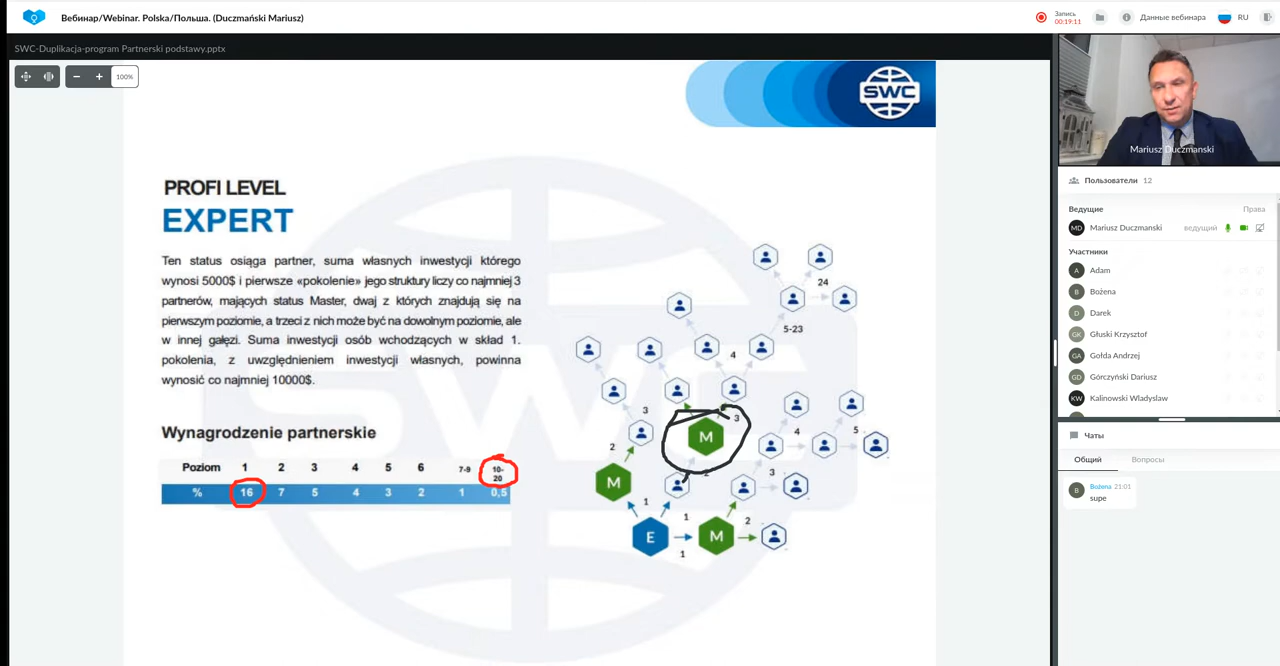 Вебинар/Webinar. Polska/Польша. (Duczmański Mariusz)
Запись
00:19:11
Данные вебинара
RU
SWC-Duplikacja-program Partnerski podstawy.pptx
100%
SWC
PROFI LEVEL
EXPERT
Ten status osiąga partner, suma własnych inwestycji którego
wynosi 5000$ i pierwsze «pokolenie» jego struktury liczy co najmniej 3
partnerów, mających status Master, dwaj z których znajdują się na
pierwszym poziomie, a trzeci z nich może być na dowolnym poziomie, ale
w innej gałęzi. Suma inwestycji osób wchodzących w skład 1.
pokolenia, z uwzględnieniem inwestycji własnych, powinna
wynosić co najmniej 10000$.
Wynagrodzenie partnerskie
Poziom 1 2 3 4 5 6 7-9 10-20
% 16 7 5 4 3 2 1 0,5
24
5-23
4
3
3
M
4
5
2
M
2
3
1
1
2
E
M
1
Mariusz Duczmanski
Пользователи 12
Ведущие Права
MD Mariusz Duczmanski ведущий
Участники
A Adam
B Bożena
D Darek
GK Głuski Krzysztof
GA Gołda Andrzej
GD Górczyński Dariusz
KW Kalinowski Wladyslaw
Чаты
Общий Вопросы
B Bożena 21:01
supe